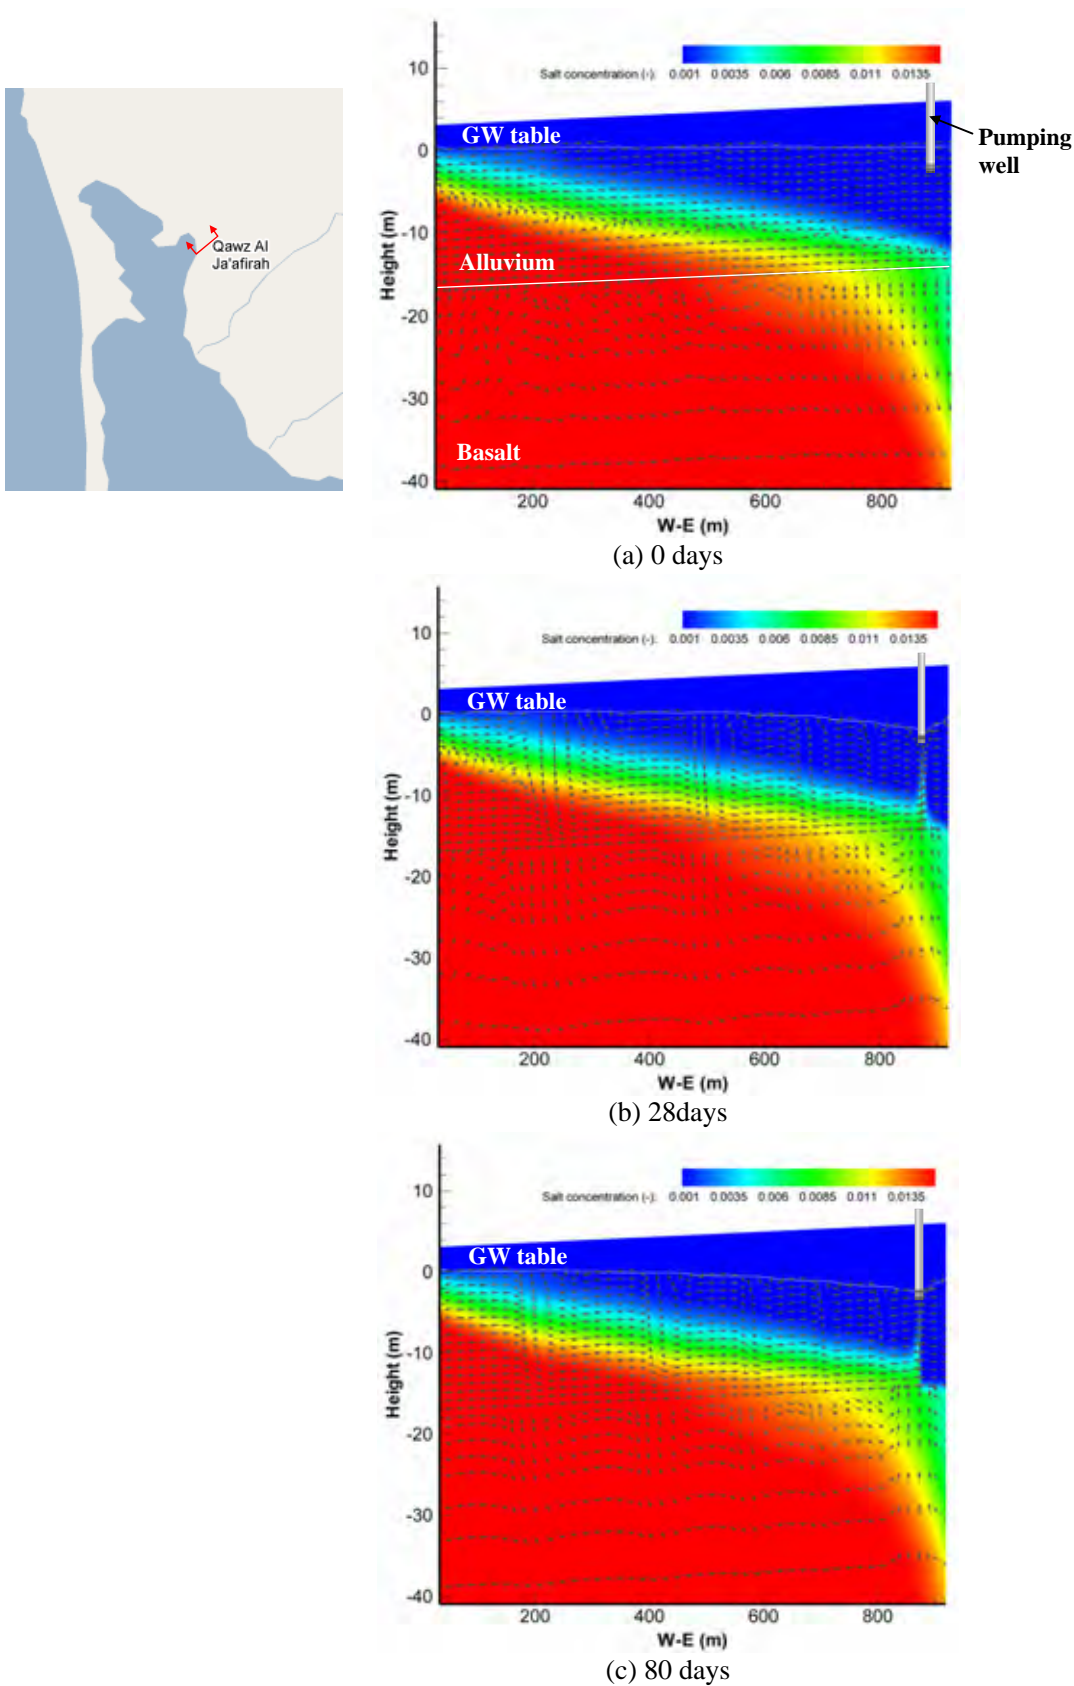 Qawz Al
Ja'afirah
10
0
-10
-20
-30
-40
Height (m)
Salt concentration (-):
0.001 0.0035 0.006 0.0085 0.011 0.0135
GW table
Pumping
well
Alluvium
Basalt
200 400 600 800
W-E (m)
(a) 0 days
10
0
-10
-20
-30
-40
Height (m)
Salt concentration (-):
0.001 0.0035 0.006 0.0085 0.011 0.0135
GW table
200 400 600 800
W-E (m)
(b) 28days
10
0
-10
-20
-30
-40
Height (m)
Salt concentration (-):
0.001 0.0035 0.006 0.0085 0.011 0.0135
GW table
200 400 600 800
W-E (m)
(c) 80 days